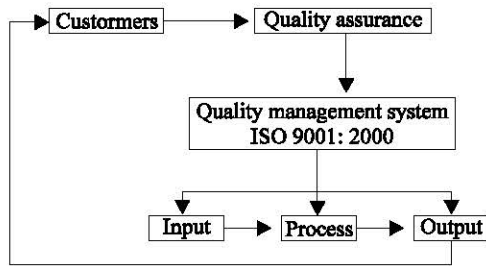 Custormers
Quality assurance
Quality management system
ISO 9001: 2000
Input
Process
Output